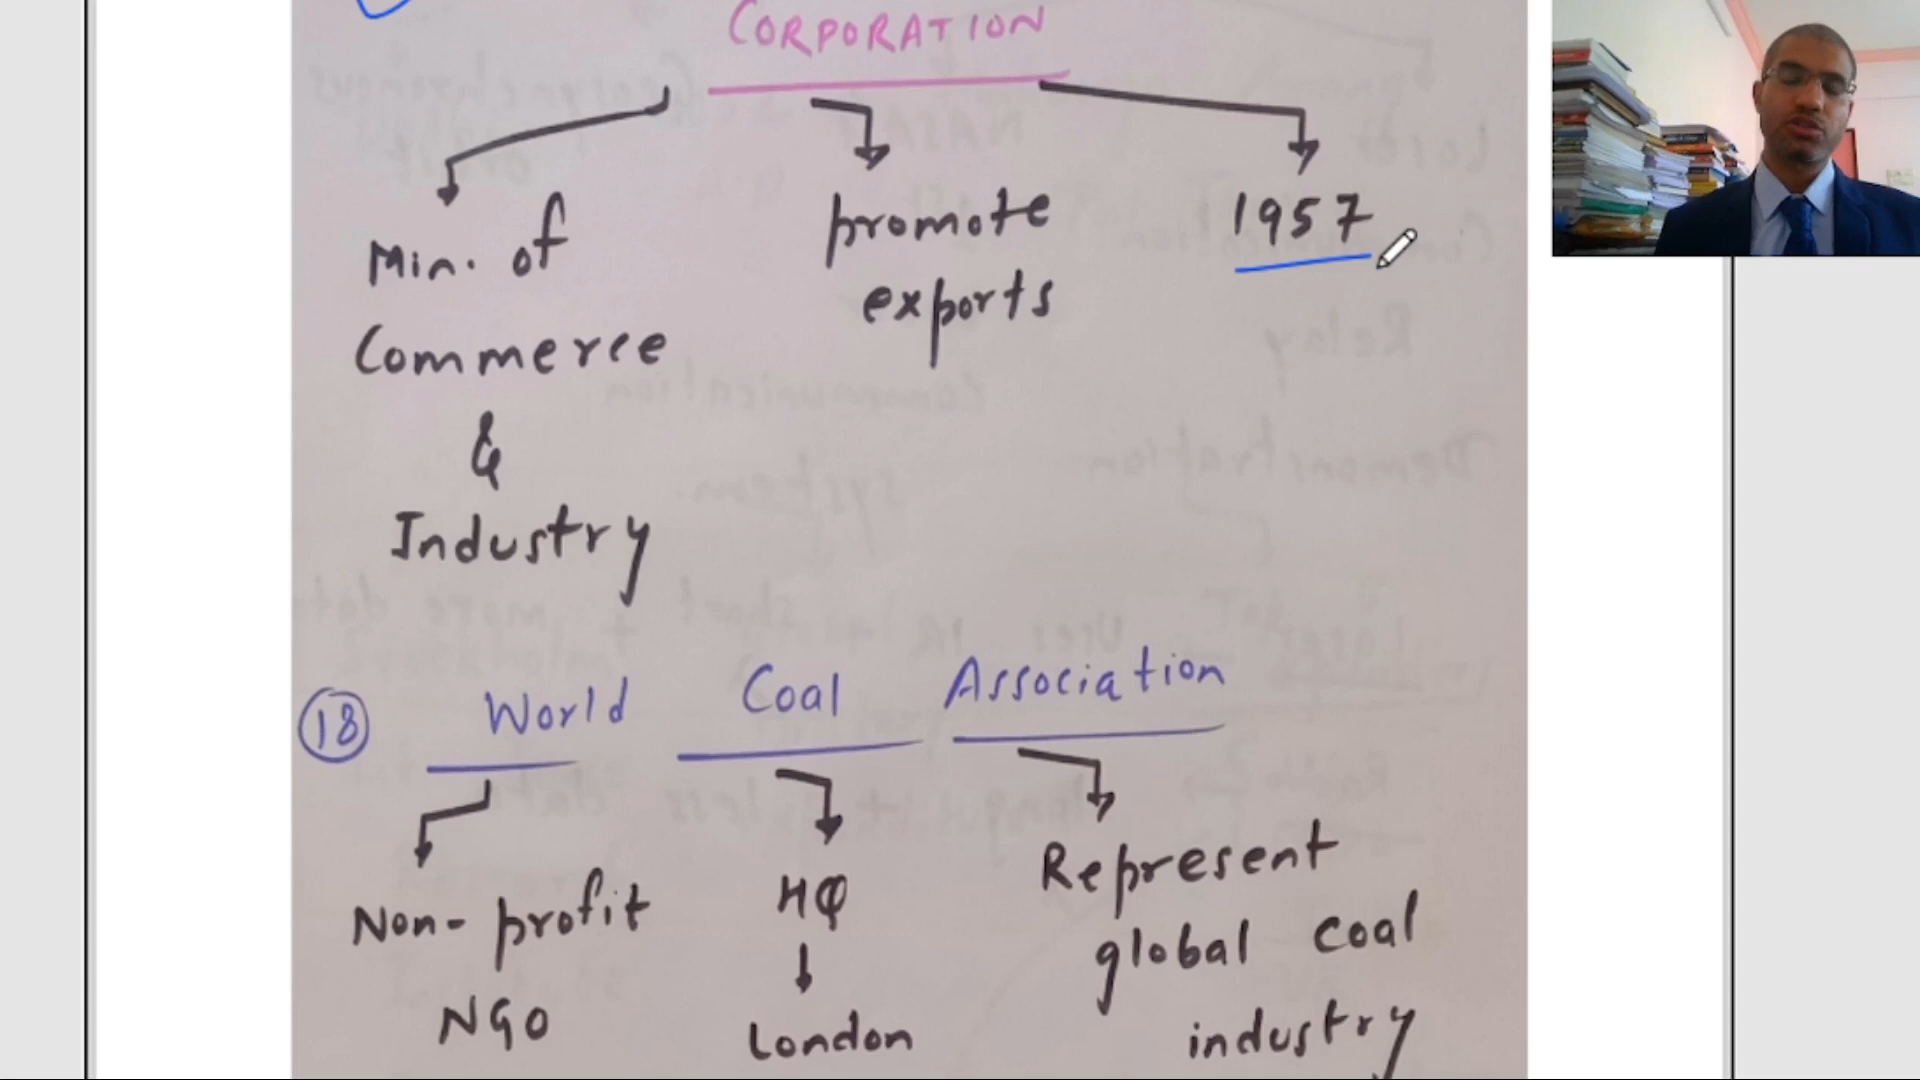 CORPORATION
Min. of
Commerce
&
Industry
promote
exports
1957
18 World Coal Association
Non-profit
NGO
HQ
London
Represent
global coal
industry